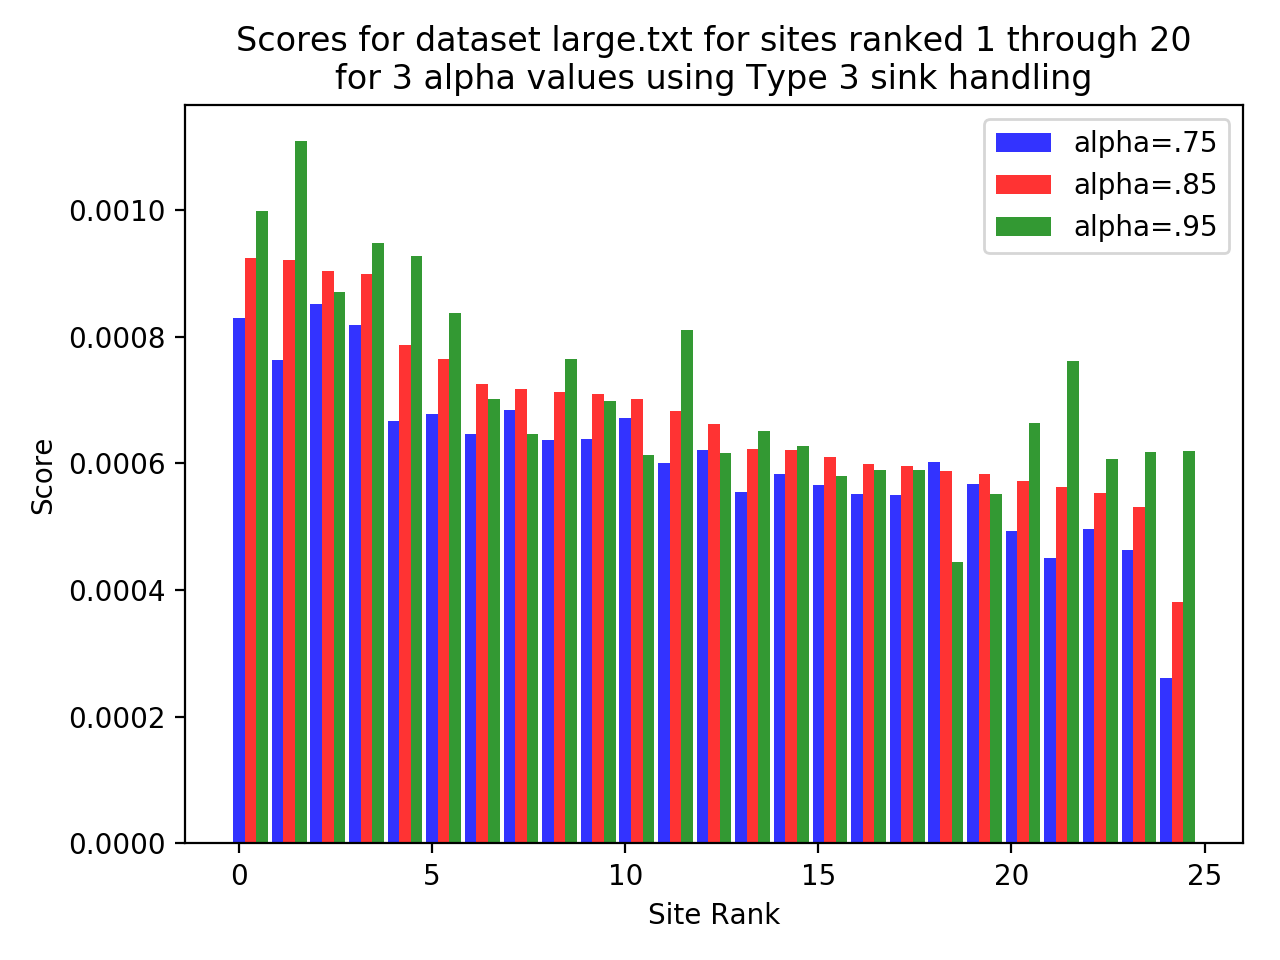 Scores for dataset large.txt for sites ranked 1 through 20
for 3 alpha values using Type 3 sink handling
alpha=.75
alpha=.85
alpha=.95
0.0010
0.0008
0.0006
0.0004
0.0002
0.0000
Score
0 5 10 15 20 25
Site Rank